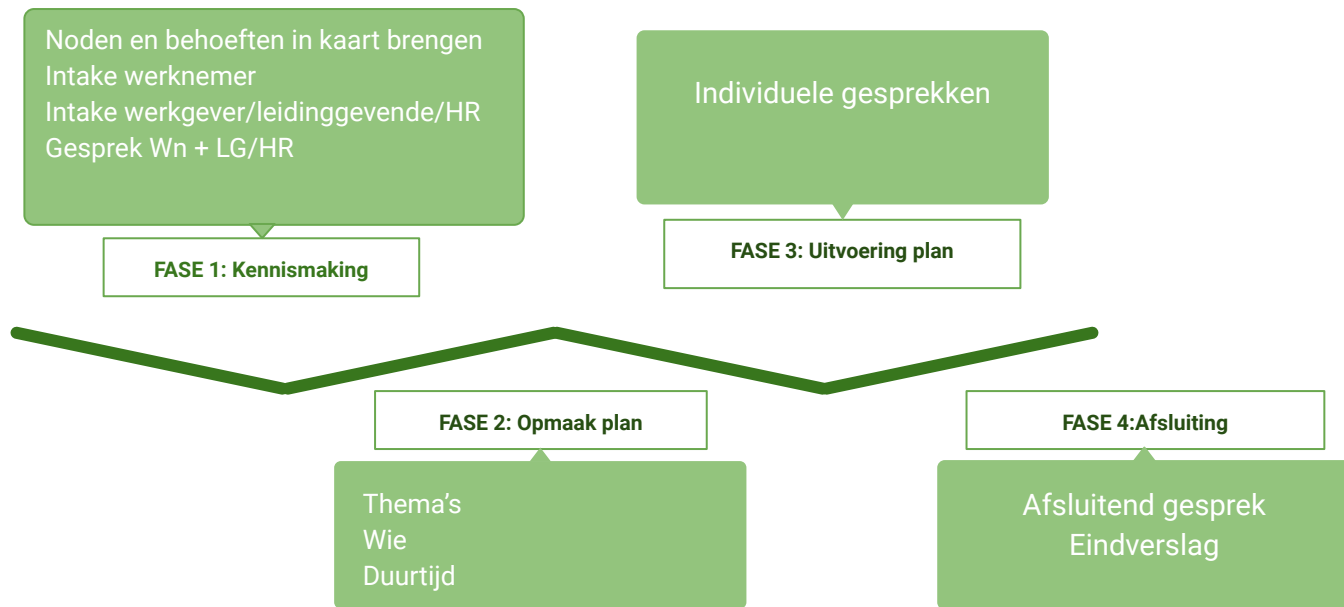 Noden en behoeften in kaart brengen
Intake werknemer
Intake werkgever/leidinggevende/HR
Gesprek Wn + LG/HR
FASE 1: Kennismaking
FASE 2: Opmaak plan
Thema's
Wie
Duurtijd
Individuele gesprekken
FASE 3: Uitvoering plan
FASE 4:Afsluiting
Afsluitend gesprek
Eindverslag